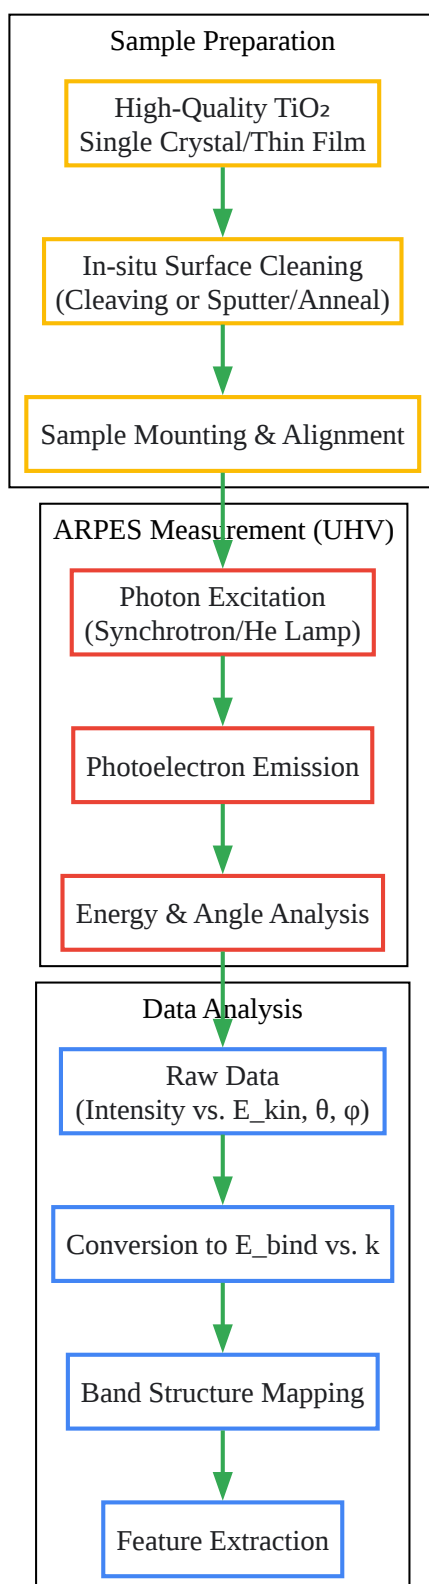 Sample Preparation
High-Quality TiO₂
Single Crystal/Thin Film
In-situ Surface Cleaning
(Cleaving or Sputter/Anneal)
Sample Mounting & Alignment
ARPES Measurement (UHV)
Photon Excitation
(Synchrotron/He Lamp)
Photoelectron Emission
Energy & Angle Analysis
Data Analysis
Raw Data
(Intensity vs. E_kin, θ, φ)
Conversion to E_bind vs. k
Band Structure Mapping
Feature Extraction